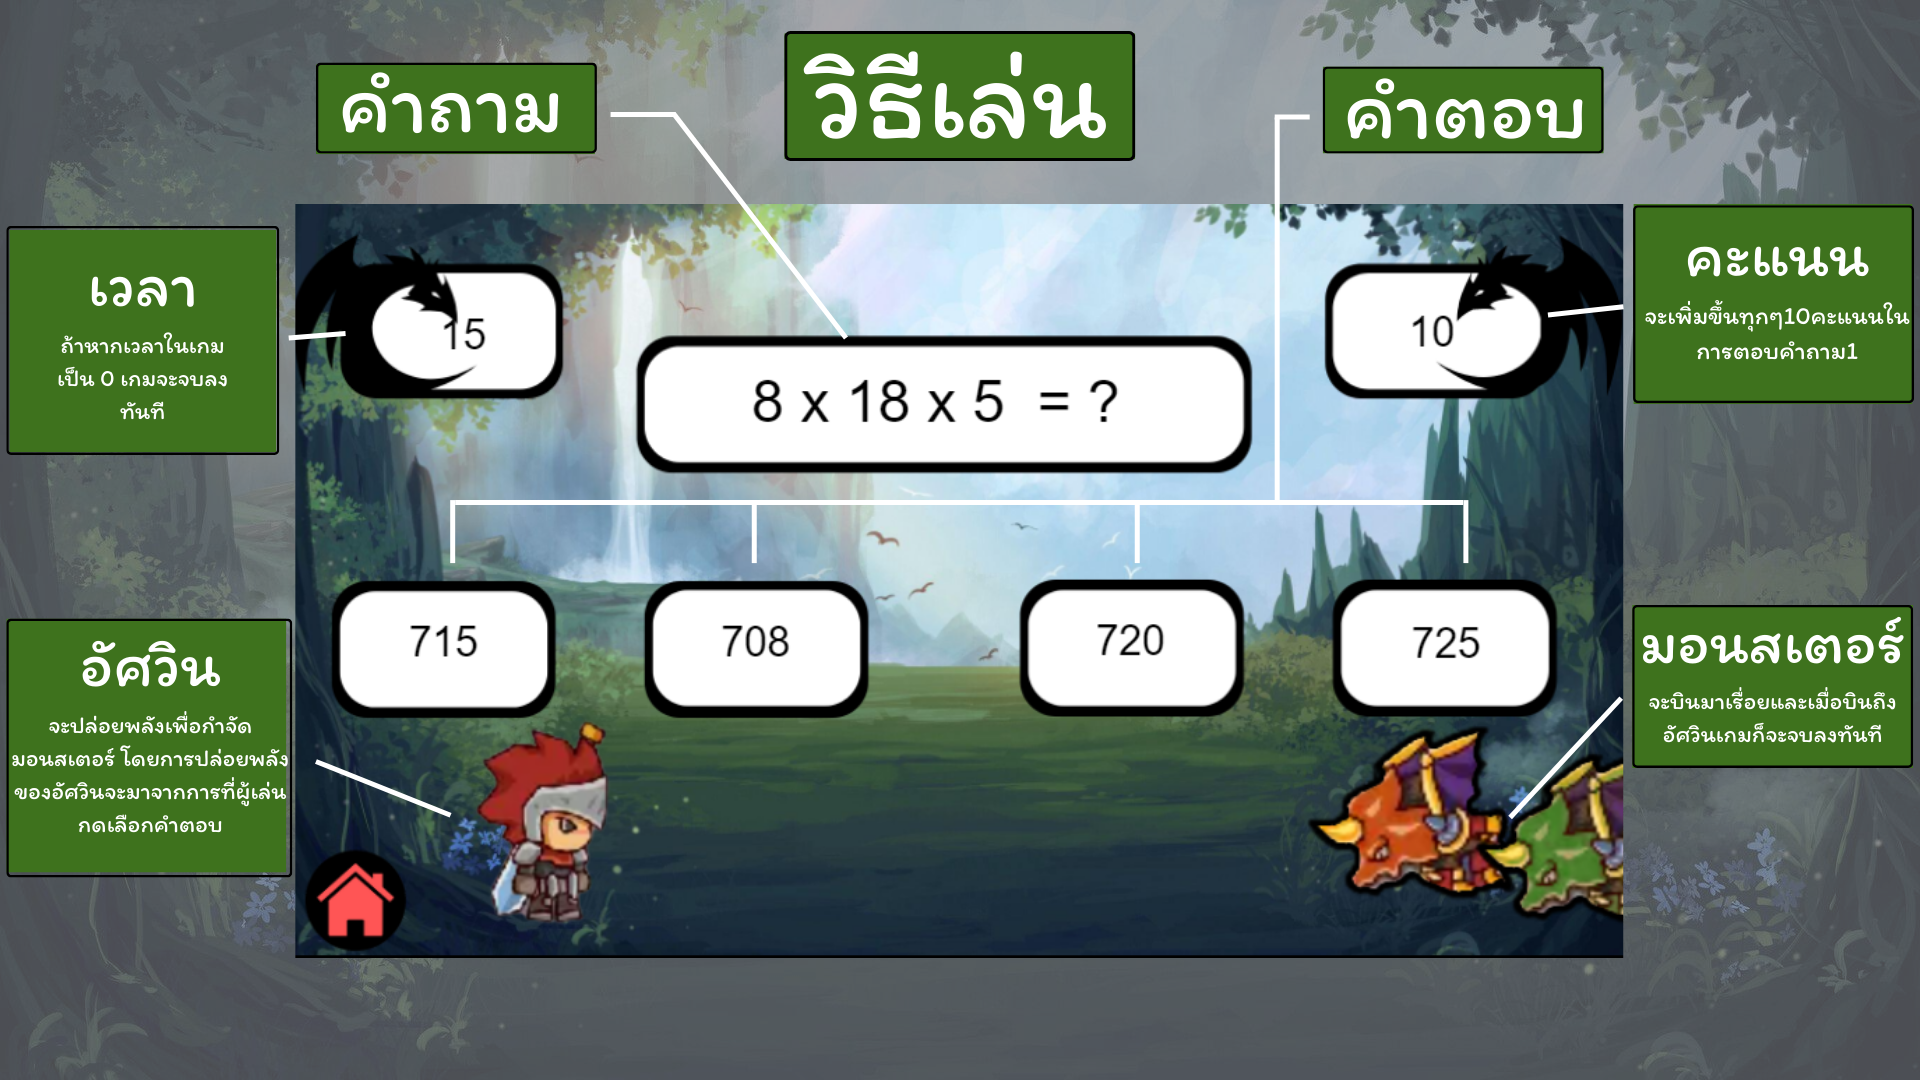 วิธีเล่น
คำถาม
คำตอบ
เวลา
ถ้าหากเวลาในเกม
เป็น 0 เกมจะจบลง
ทันที
15
8 x 18 x 5 = ?
10
คะแนน
จะเพิ่มขึ้นทุกๆ10คะแนนใน
การตอบคำถาม1
715
708
720
725
อัศวิน
จะปล่อยพลังเพื่อกำจัด
มอนสเตอร์ โดยการปล่อยพลัง
ของอัศวินจะมาจากการที่ผู้เล่น
กดเลือกคำตอบ
มอนสเตอร์
จะบินมาเรื่อยและเมื่อบินถึง
อัศวินเกมก็จะจบลงทันที